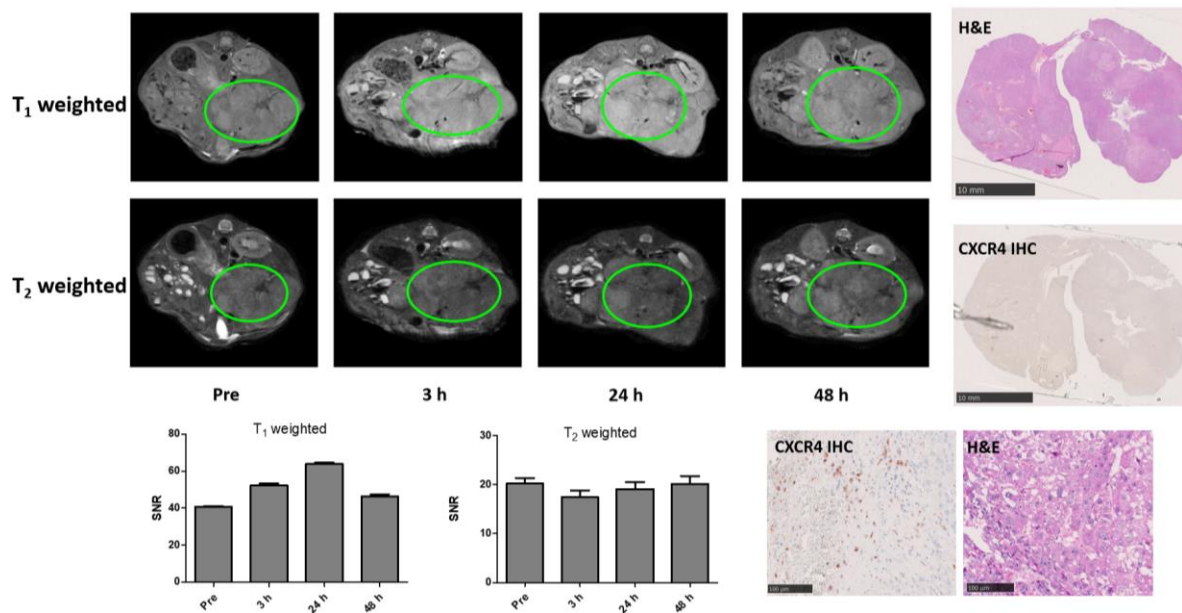 T1 weighted
T2 weighted
Pre
3 h
24 h
48 h
H&E
10 mm
CXCR4 IHC
10 mm
T1 weighted
SNR
80
60
40
20
0
Pre
3 h
24 h
48 h
T2 weighted
SNR
30
20
10
0
Pre
3 h
24 h
48 h
CXCR4 IHC
100 µm
H&E
100 µm